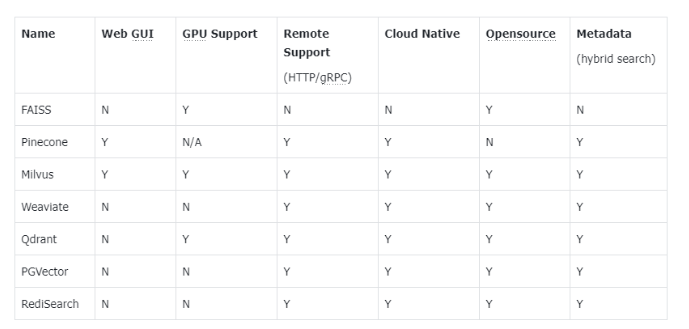 Name Web GUI GPU Support Remote Support (HTTP/gRPC) Cloud Native Opensource Metadata (hybrid search)
FAISS N Y N N Y N
Pinecone Y N/A Y Y N Y
Milvus Y Y Y Y Y Y
Weaviate N N Y Y Y Y
Qdrant N Y Y Y Y Y
PGVector N N Y Y Y Y
RediSearch N N Y Y Y Y